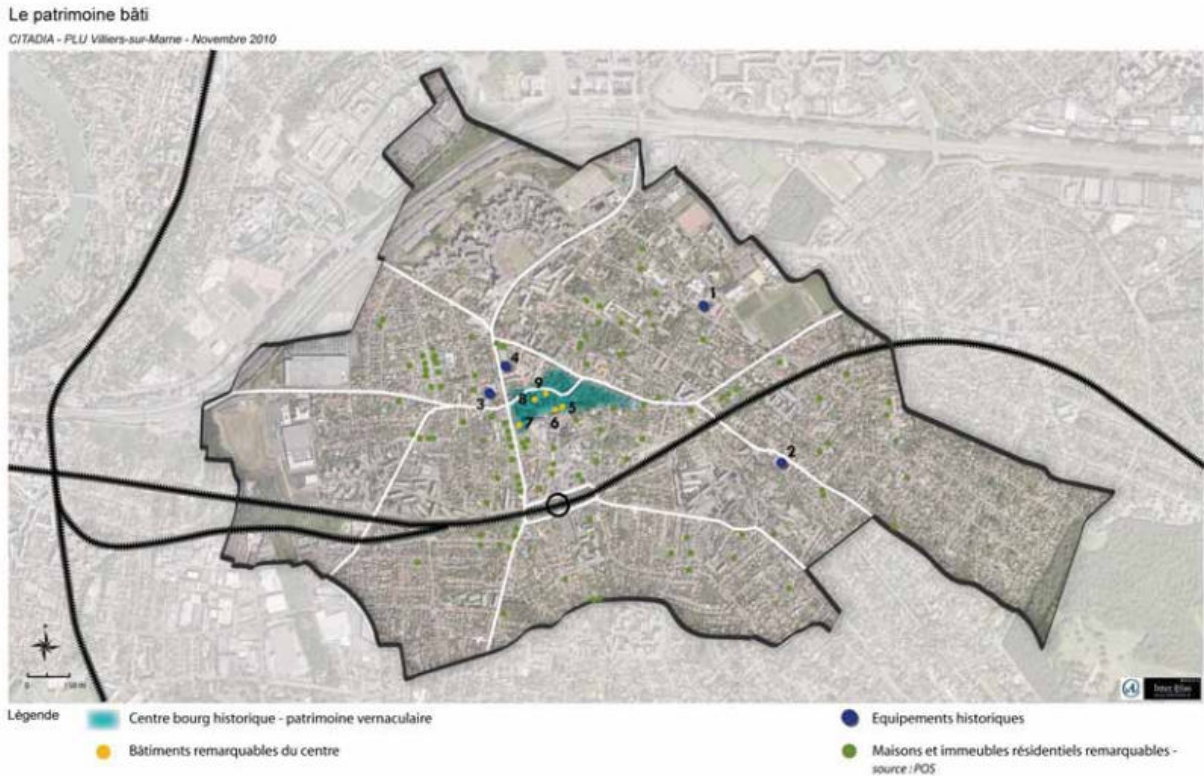 Le patrimoine bâti
CITADIA - PLU Villiers-sur-Marne - Novembre 2010
1
4
9
3
8
5
6
7
2
0
Légende
Centre bourg historique - patrimoine vernaculaire
Equipements historiques
Bâtiments remarquables du centre
Maisons et immeubles résidentiels remarquables -
source : POS